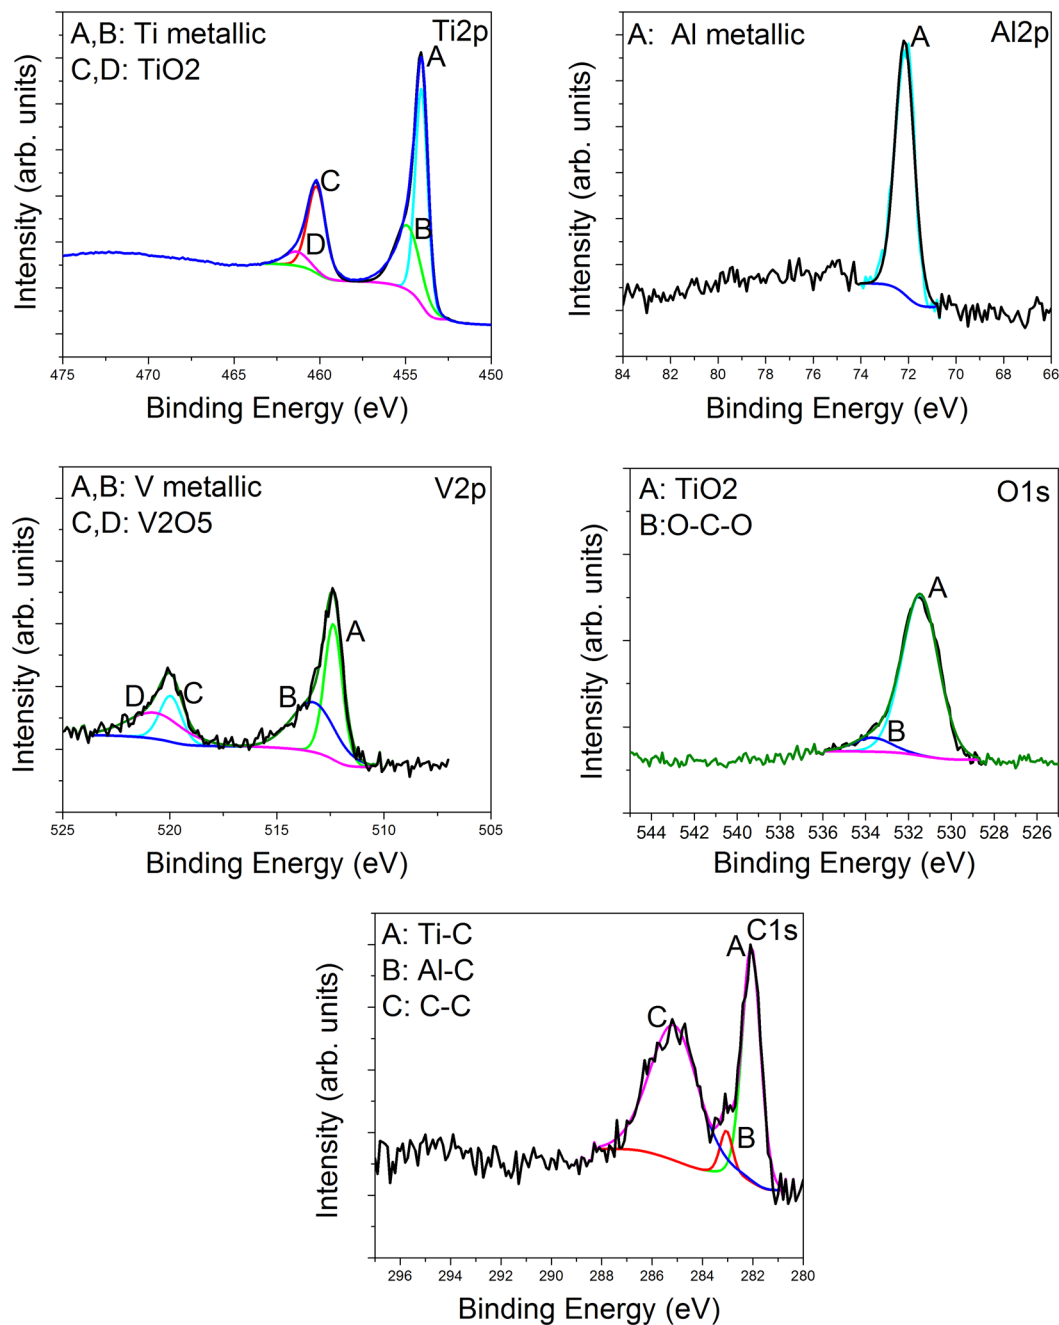 A,B: Ti metallic
C,D: TiO2
Ti2p
A
C
B
D
Intensity (arb. units)
475 470 465 460 455 450
Binding Energy (eV)
A: Al metallic
Al2p
A
Intensity (arb. units)
84 82 80 78 76 74 72 70 68 66
Binding Energy (eV)
A,B: V metallic
C,D: V2O5
V2p
A
B
D
C
Intensity (arb. units)
525 520 515 510 505
Binding Energy (eV)
A: TiO2
B:O-C-O
O1s
A
B
Intensity (arb. units)
544 542 540 538 536 534 532 530 528 526
Binding Energy (eV)
A: Ti-C
B: Al-C
C: C-C
C1s
A
C
B
Intensity (arb. units)
296 294 292 290 288 286 284 282 280
Binding Energy (eV)